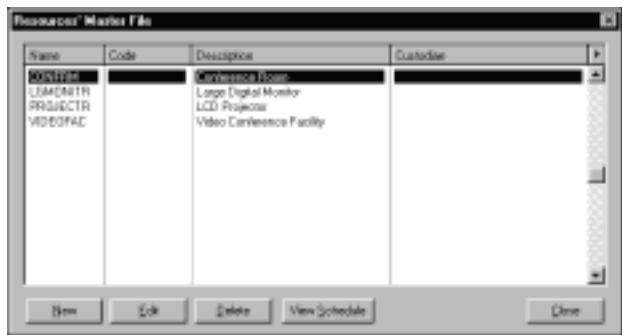 Resources' Master File
Name Code Description Custodian
CONFRM Conference Room
LGMONITR Large Digital Monitor
PROJECTR LCD Projector
VIDEOFAC Video Conference Facility
New Edit Delete View Schedule Close